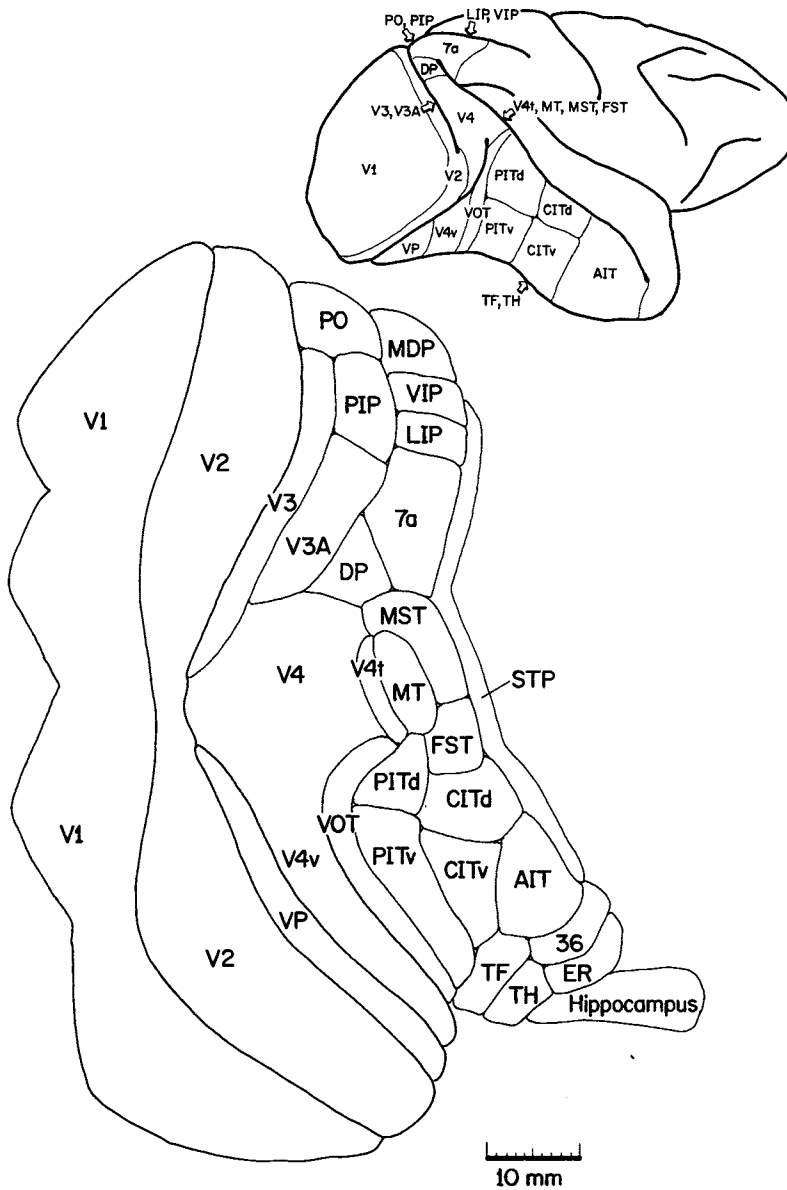 PO, PIP
LIP, VIP
7a
DP
V3, V3A
V4
V4t, MT, MST, FST
V1
V2
PITd
VOT
CITd
V4v
PITv
VP
CITv
AIT
TF, TH
PO
MDP
PIP
VIP
LIP
V1
V2
V3
7a
V3A
DP
MST
V4
V4t
MT
STP
FST
PITd
CITd
V1
VOT
V4v
PITv
CITv
AIT
VP
36
V2
TF
ER
TH
Hippocampus
10 mm